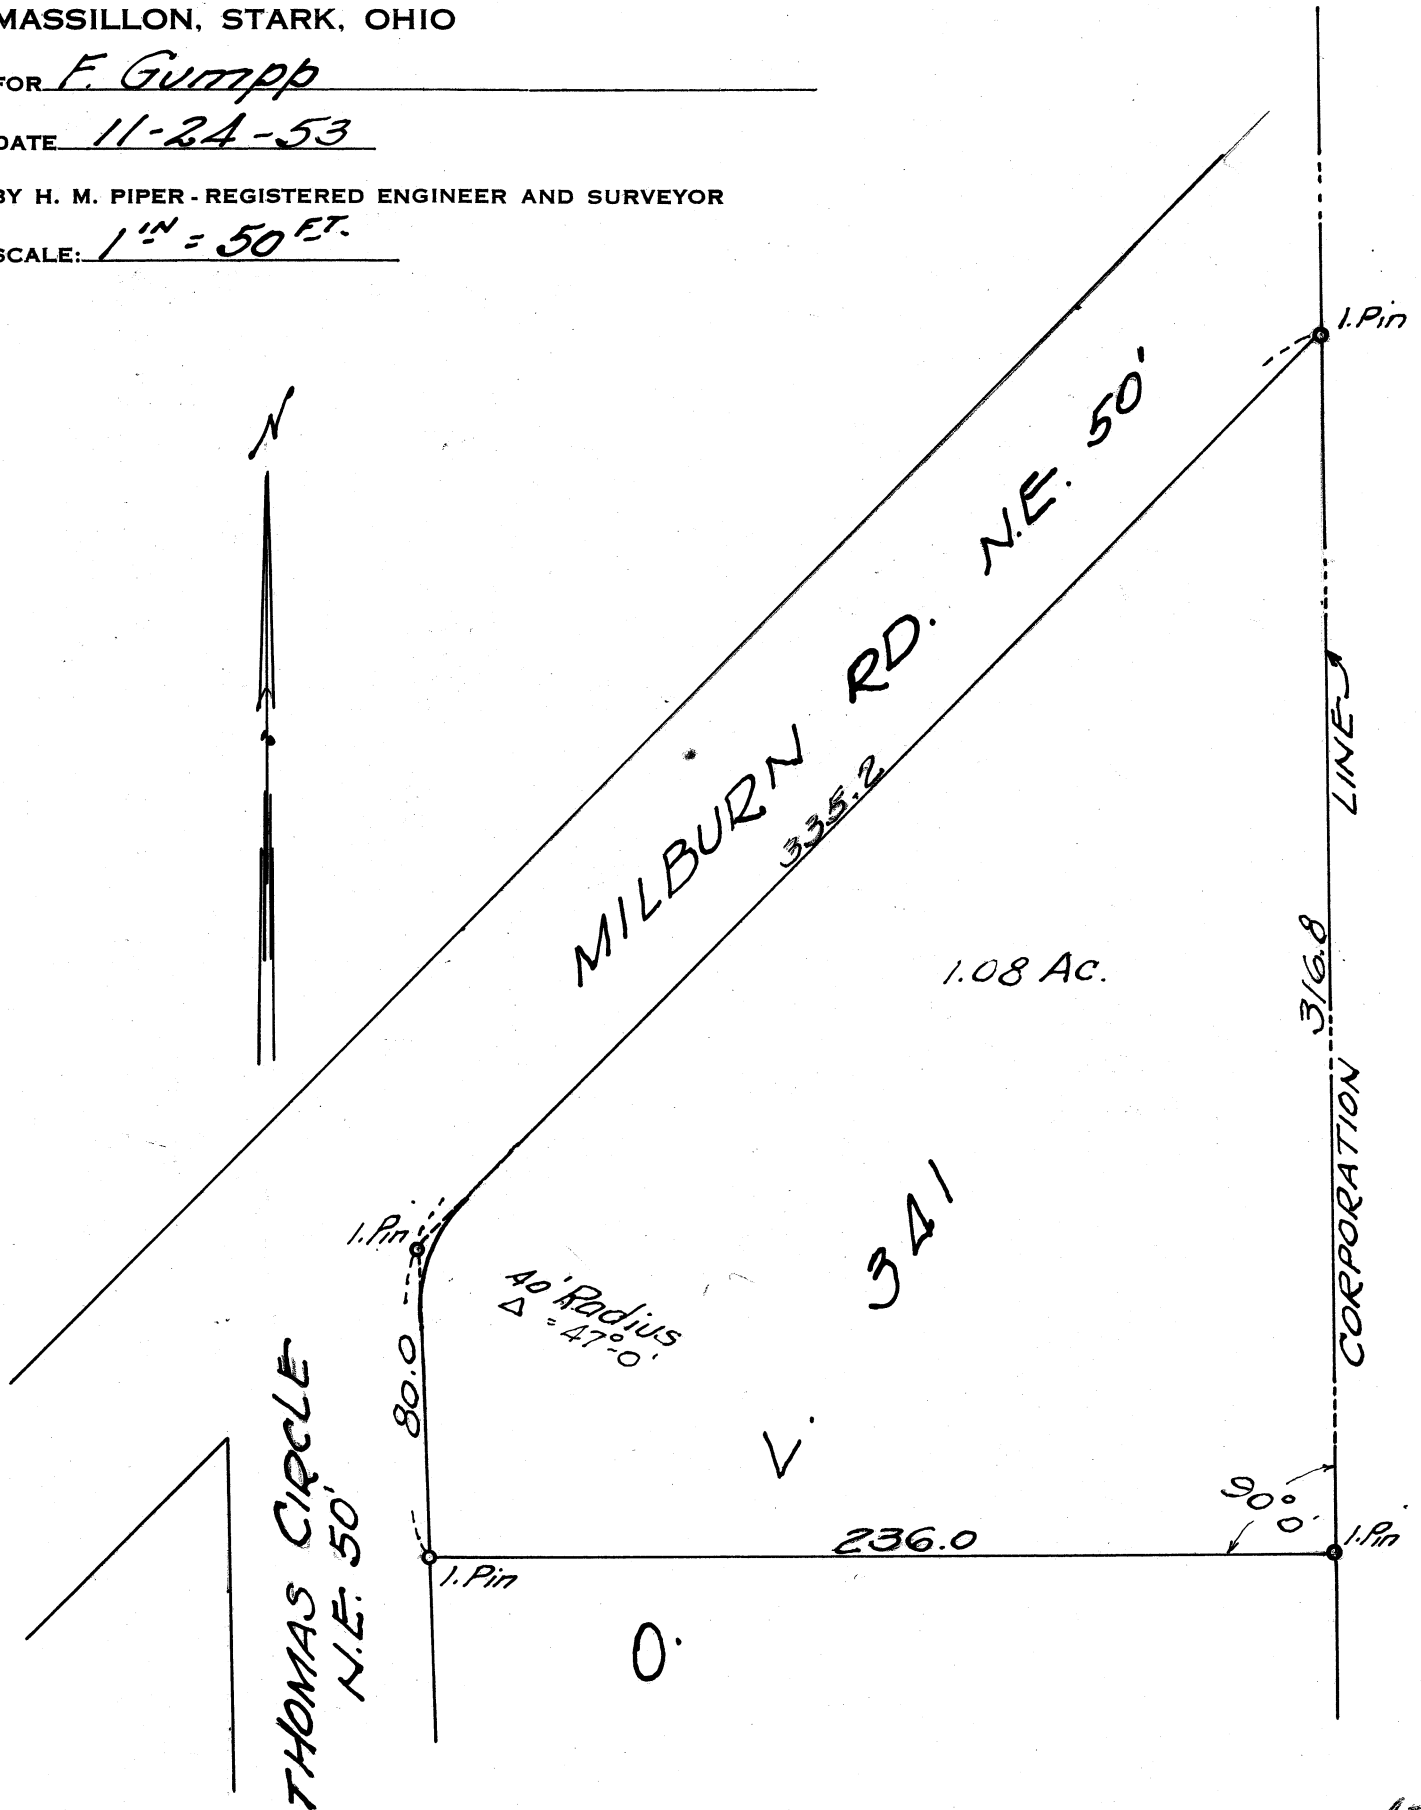 MASSILLON, STARK, OHIO
FOR F. Gumpp
DATE 11-24-53
BY H. M. PIPER - REGISTERED ENGINEER AND SURVEYOR
SCALE: 1 IN = 50 FT.
N
I.Pin
MILBURN RD. N.E. 50'
335.2
LINE
316.8
1.08 Ac.
CORPORATION
341
I.Pin
40' Radius
Δ = 47°-0'
80.0
THOMAS CIRCLE
N.E. 50'
V.
90°
0'
236.0
I.Pin
I.Pin
O.